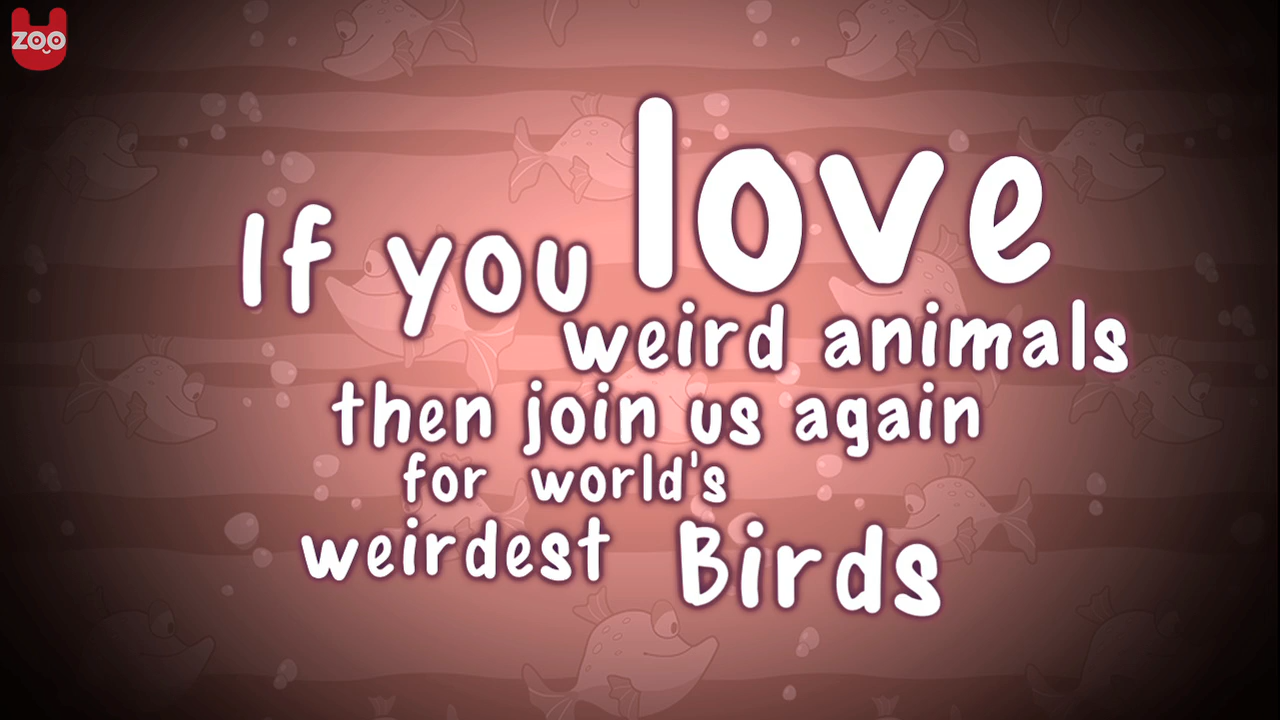 zoo
If you love
weird animals
then join us again
for world's
weirdest Birds